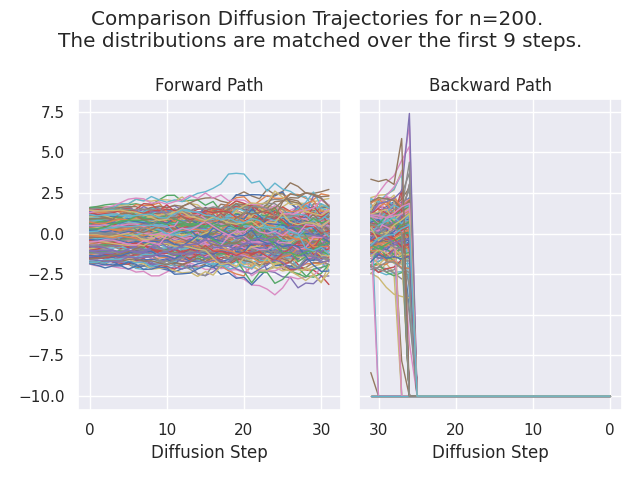 Comparison Diffusion Trajectories for n=200.
The distributions are matched over the first 9 steps.
Forward Path
Backward Path
7.5
5.0
2.5
0.0
−2.5
−5.0
−7.5
−10.0
0 10 20 30
30 20 10 0
Diffusion Step
Diffusion Step